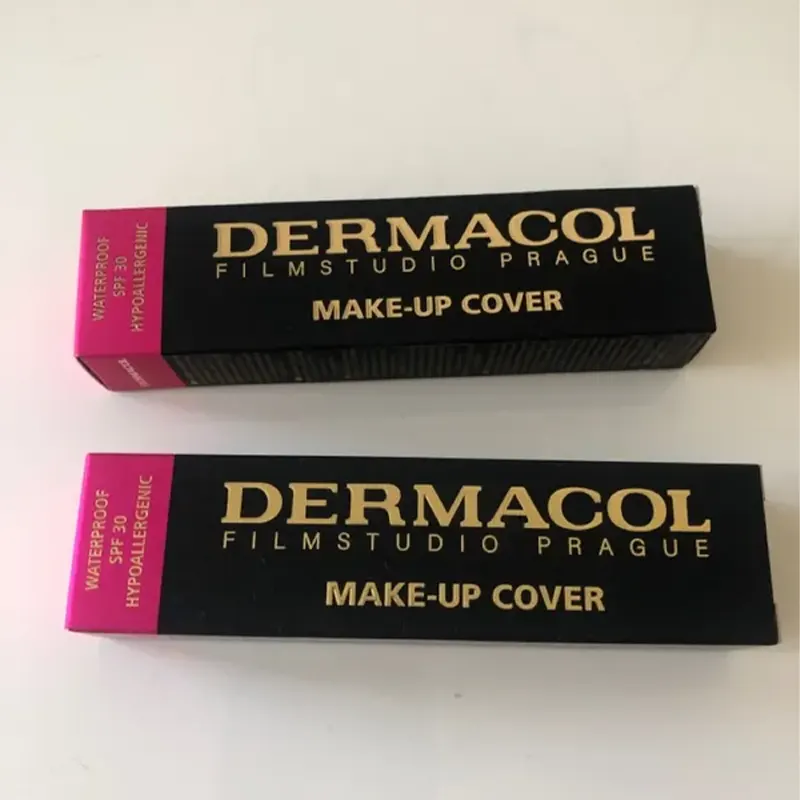 WATERPROOF
SPF 30
HYPOALLERGENIC
DERMACOL
FILMSTUDIO PRAGUE
MAKE-UP COVER
DERMACOL
WATERPROOF
SPF 30
HYPOALLERGENIC
DERMACOL
FILMSTUDIO PRAGUE
MAKE-UP COVER